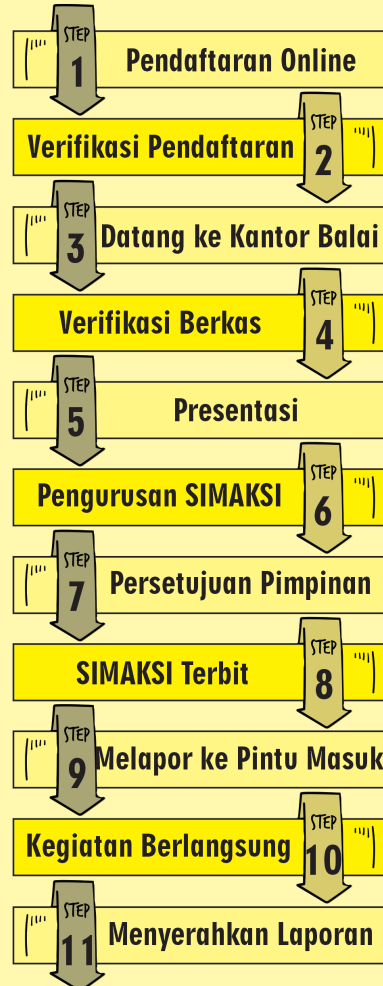 STEP
1
Pendaftaran Online
Verifikasi Pendaftaran
STEP
2
STEP
3
Datang ke Kantor Balai
Verifikasi Berkas
STEP
4
STEP
5
Presentasi
Pengurusan SIMAKSI
STEP
6
STEP
7
Persetujuan Pimpinan
SIMAKSI Terbit
STEP
8
STEP
9
Melapor ke Pintu Masuk
Kegiatan Berlangsung
STEP
10
STEP
11
Menyerahkan Laporan